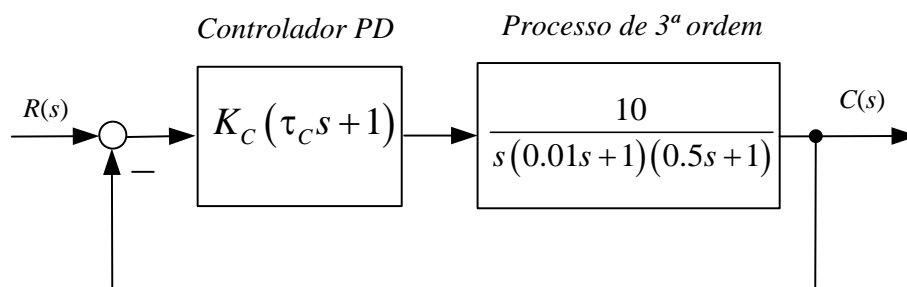 Controlador PD
Processo de 3ª ordem
R(s)
K_C(τ_C s+1)
10
s(0.01s+1)(0.5s+1)
C(s)
−